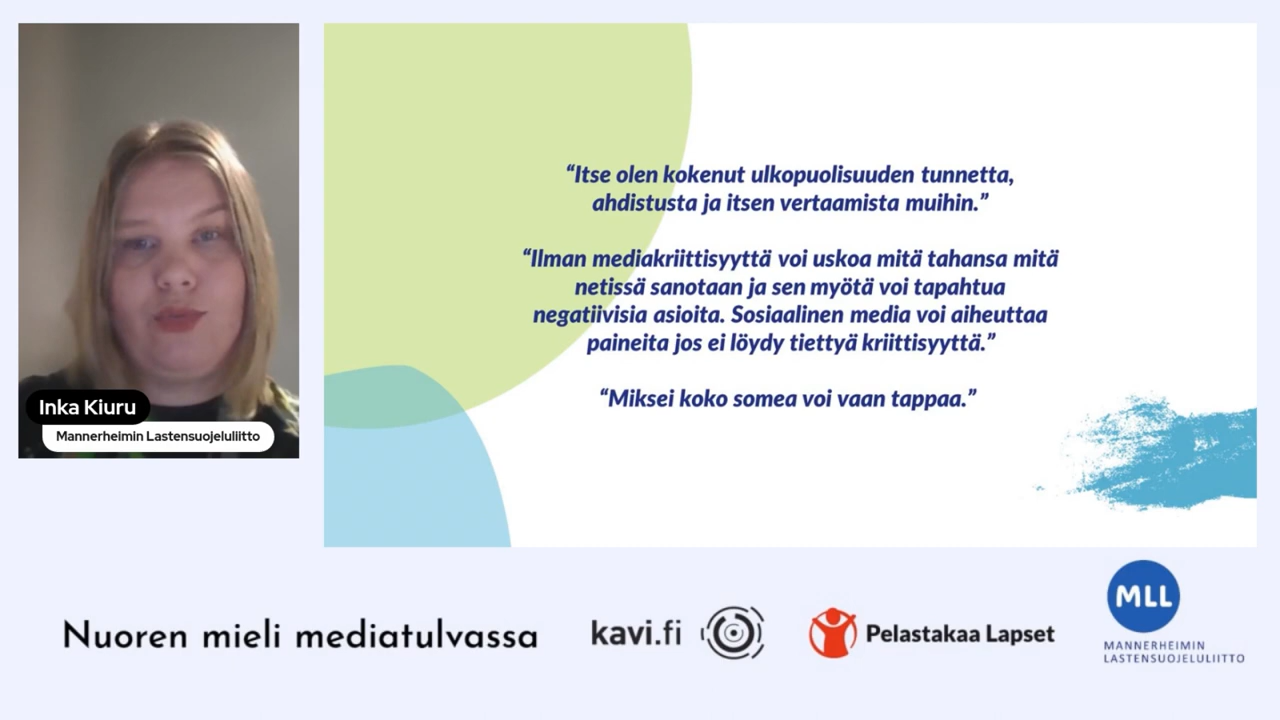 “Itse olen kokenut ulkopuolisuuden tunnetta,
ahdistusta ja itsen vertaamista muihin.”
“Ilman mediakriittisyyttä voi uskoa mitä tahansa mitä
netissä sanotaan ja sen myötä voi tapahtua
negatiivisia asioita. Sosiaalinen media voi aiheuttaa
paineita jos ei löydy tiettyä kriittisyyttä.”
“Miksei koko somea voi vaan tappaa.”
Inka Kiuru
Mannerheimin Lastensuojeluliitto
Nuoren mieli mediatulvassa
kavi.fi
Pelastakaa Lapset
MLL
MANNERHEIMIN
LASTENSUOJELULIITTO